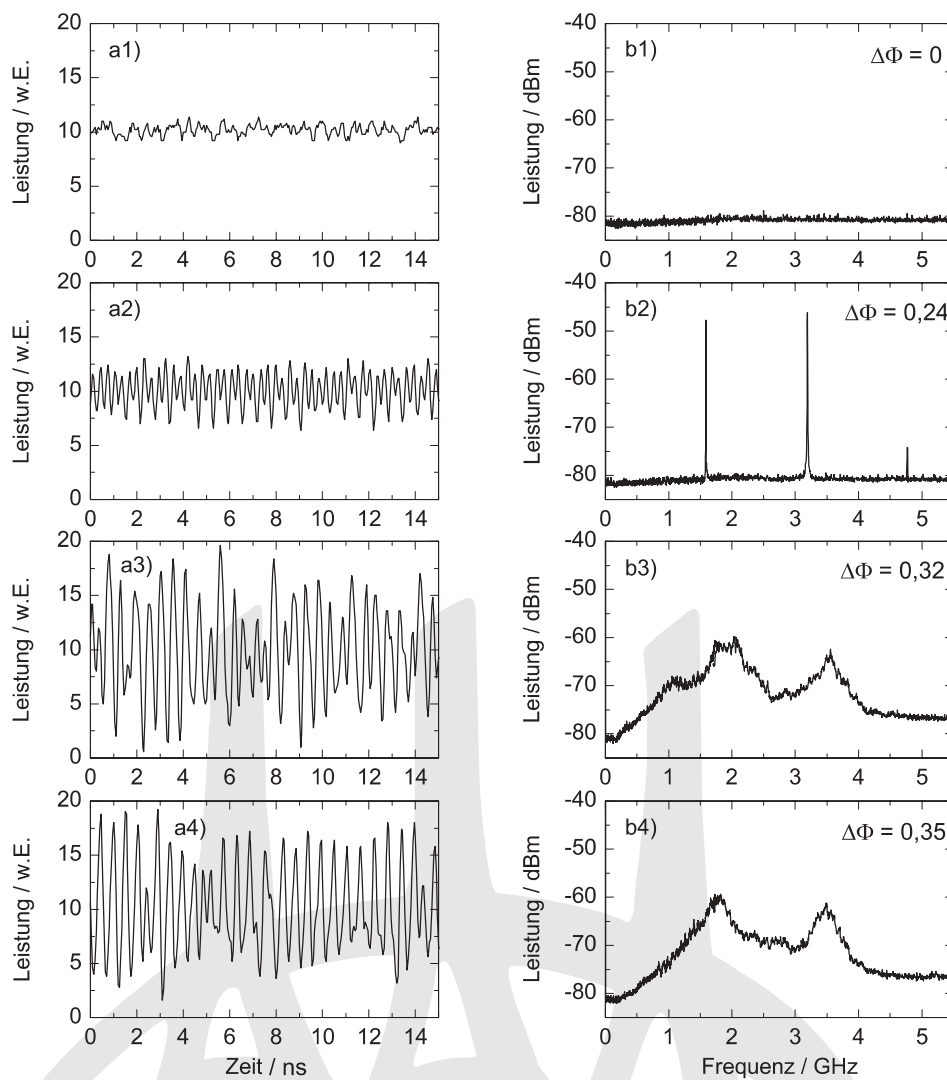 a1)
Leistung / w.E.
20
15
10
5
0
0 2 4 6 8 10 12 14
b1)
ΔΦ = 0
Leistung / dBm
-40
-50
-60
-70
-80
0 1 2 3 4 5
a2)
Leistung / w.E.
20
15
10
5
0
0 2 4 6 8 10 12 14
b2)
ΔΦ = 0,24
Leistung / dBm
-40
-50
-60
-70
-80
0 1 2 3 4 5
a3)
Leistung / w.E.
20
15
10
5
0
0 2 4 6 8 10 12 14
b3)
ΔΦ = 0,32
Leistung / dBm
-40
-50
-60
-70
-80
0 1 2 3 4 5
a4)
Leistung / w.E.
20
15
10
5
0
0 2 4 6 8 10 12 14
Zeit / ns
b4)
ΔΦ = 0,35
Leistung / dBm
-40
-50
-60
-70
-80
0 1 2 3 4 5
Frequenz / GHz